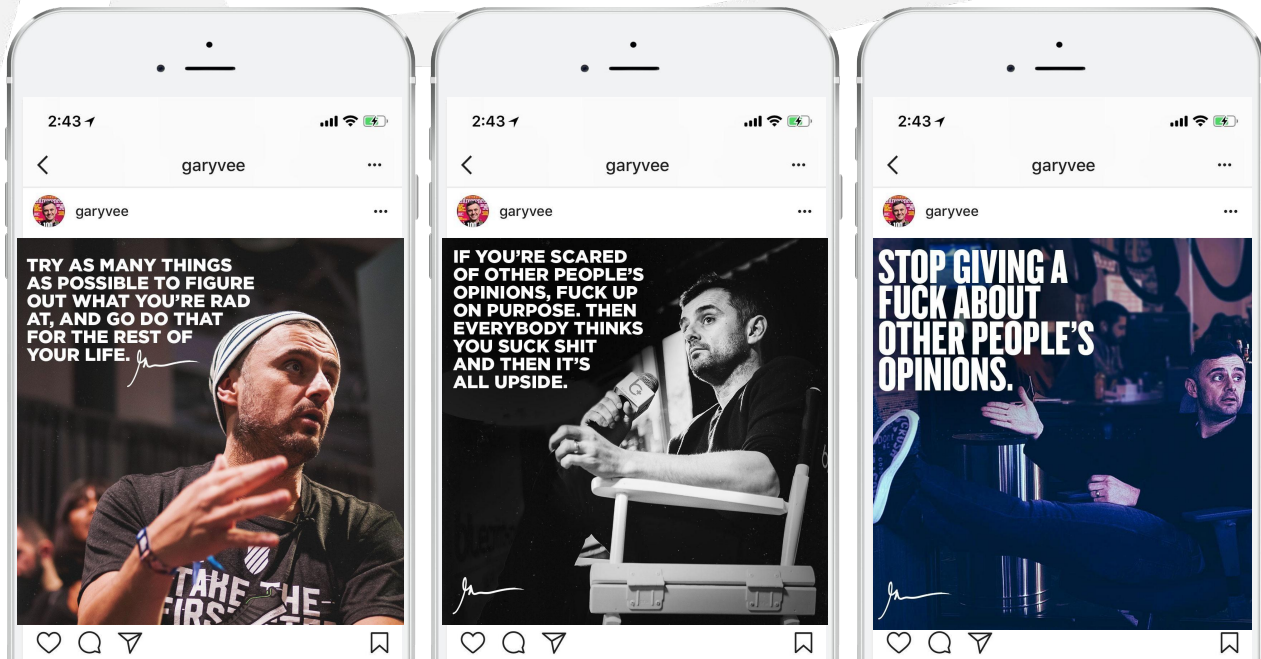 2:43
garyvee
garyvee
TRY AS MANY THINGS
AS POSSIBLE TO FIGURE
OUT WHAT YOU'RE RAD
AT, AND GO DO THAT
FOR THE REST OF
YOUR LIFE.
TAKE THE
2:43
garyvee
garyvee
IF YOU'RE SCARED
OF OTHER PEOPLE'S
OPINIONS, FUCK UP
ON PURPOSE. THEN
EVERYBODY THINKS
YOU SUCK SHIT
AND THEN IT'S
ALL UPSIDE.
2:43
garyvee
garyvee
STOP GIVING A
FUCK ABOUT
OTHER PEOPLE'S
OPINIONS.